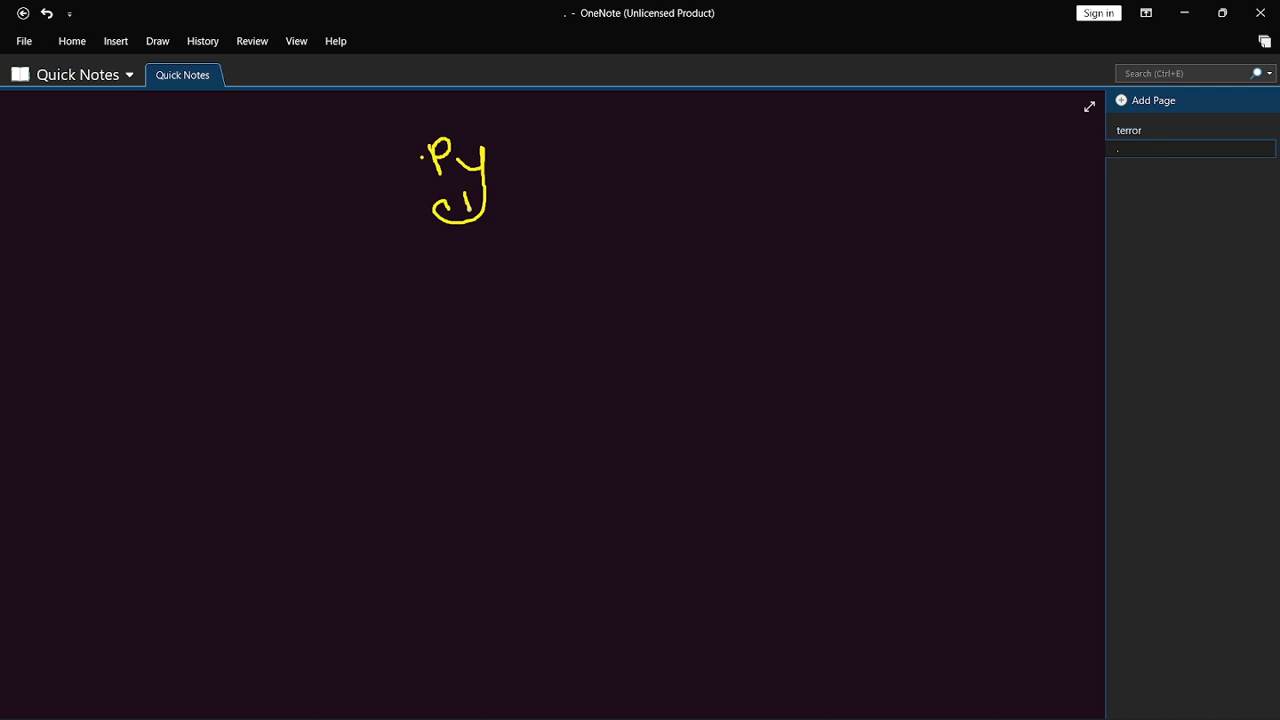 . - OneNote (Unlicensed Product) Sign in
File Home Insert Draw History Review View Help
Quick Notes Quick Notes Search (Ctrl+E)
Add Page
terror
.
.Py